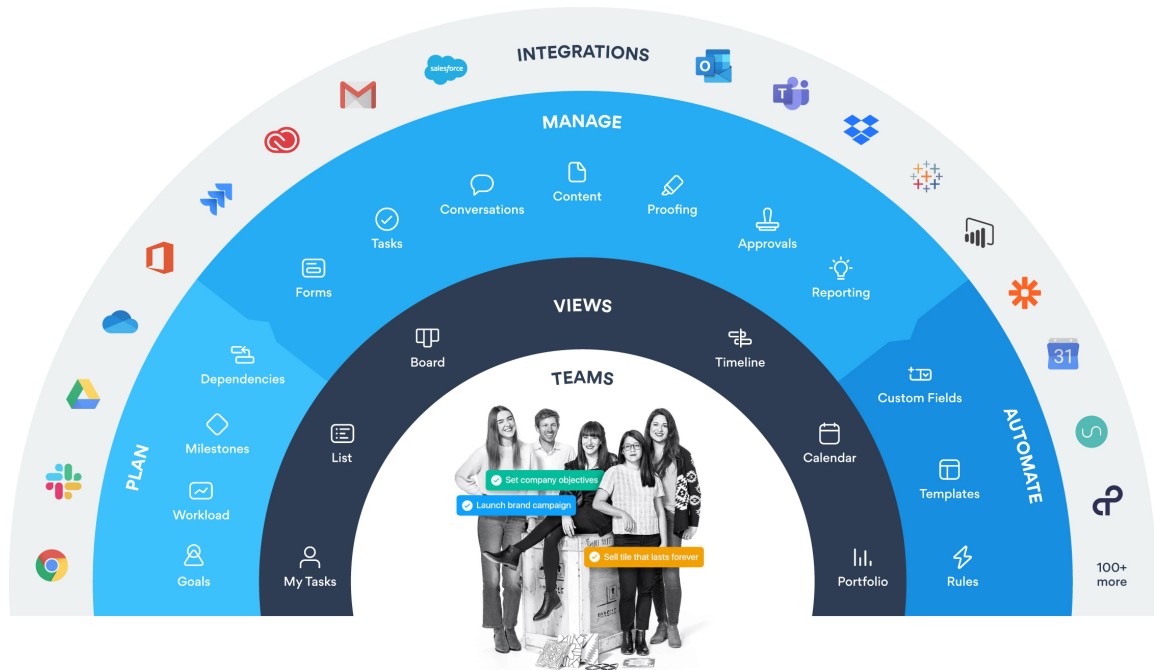 INTEGRATIONS
salesforce
O
T
31
100+
more
MANAGE
Forms
Tasks
Conversations
Content
Proofing
Approvals
Reporting
PLAN
Dependencies
Milestones
Workload
Goals
AUTOMATE
Custom Fields
Templates
Rules
VIEWS
My Tasks
List
Board
Timeline
Calendar
Portfolio
TEAMS
Set company objectives
Launch brand campaign
Sell tile that lasts forever